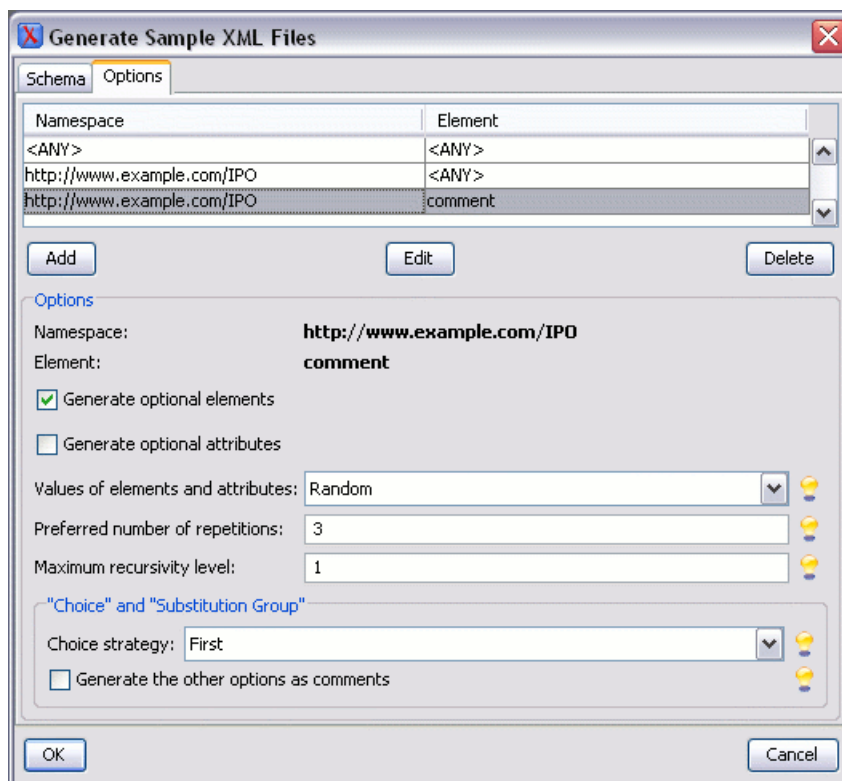 Generate Sample XML Files
Schema Options
Namespace Element
<ANY> <ANY>
http://www.example.com/IPO <ANY>
http://www.example.com/IPO comment
Add Edit Delete
Options
Namespace: http://www.example.com/IPO
Element: comment
Generate optional elements
Generate optional attributes
Values of elements and attributes: Random
Preferred number of repetitions: 3
Maximum recursivity level: 1
"Choice" and "Substitution Group"
Choice strategy: First
Generate the other options as comments
OK Cancel